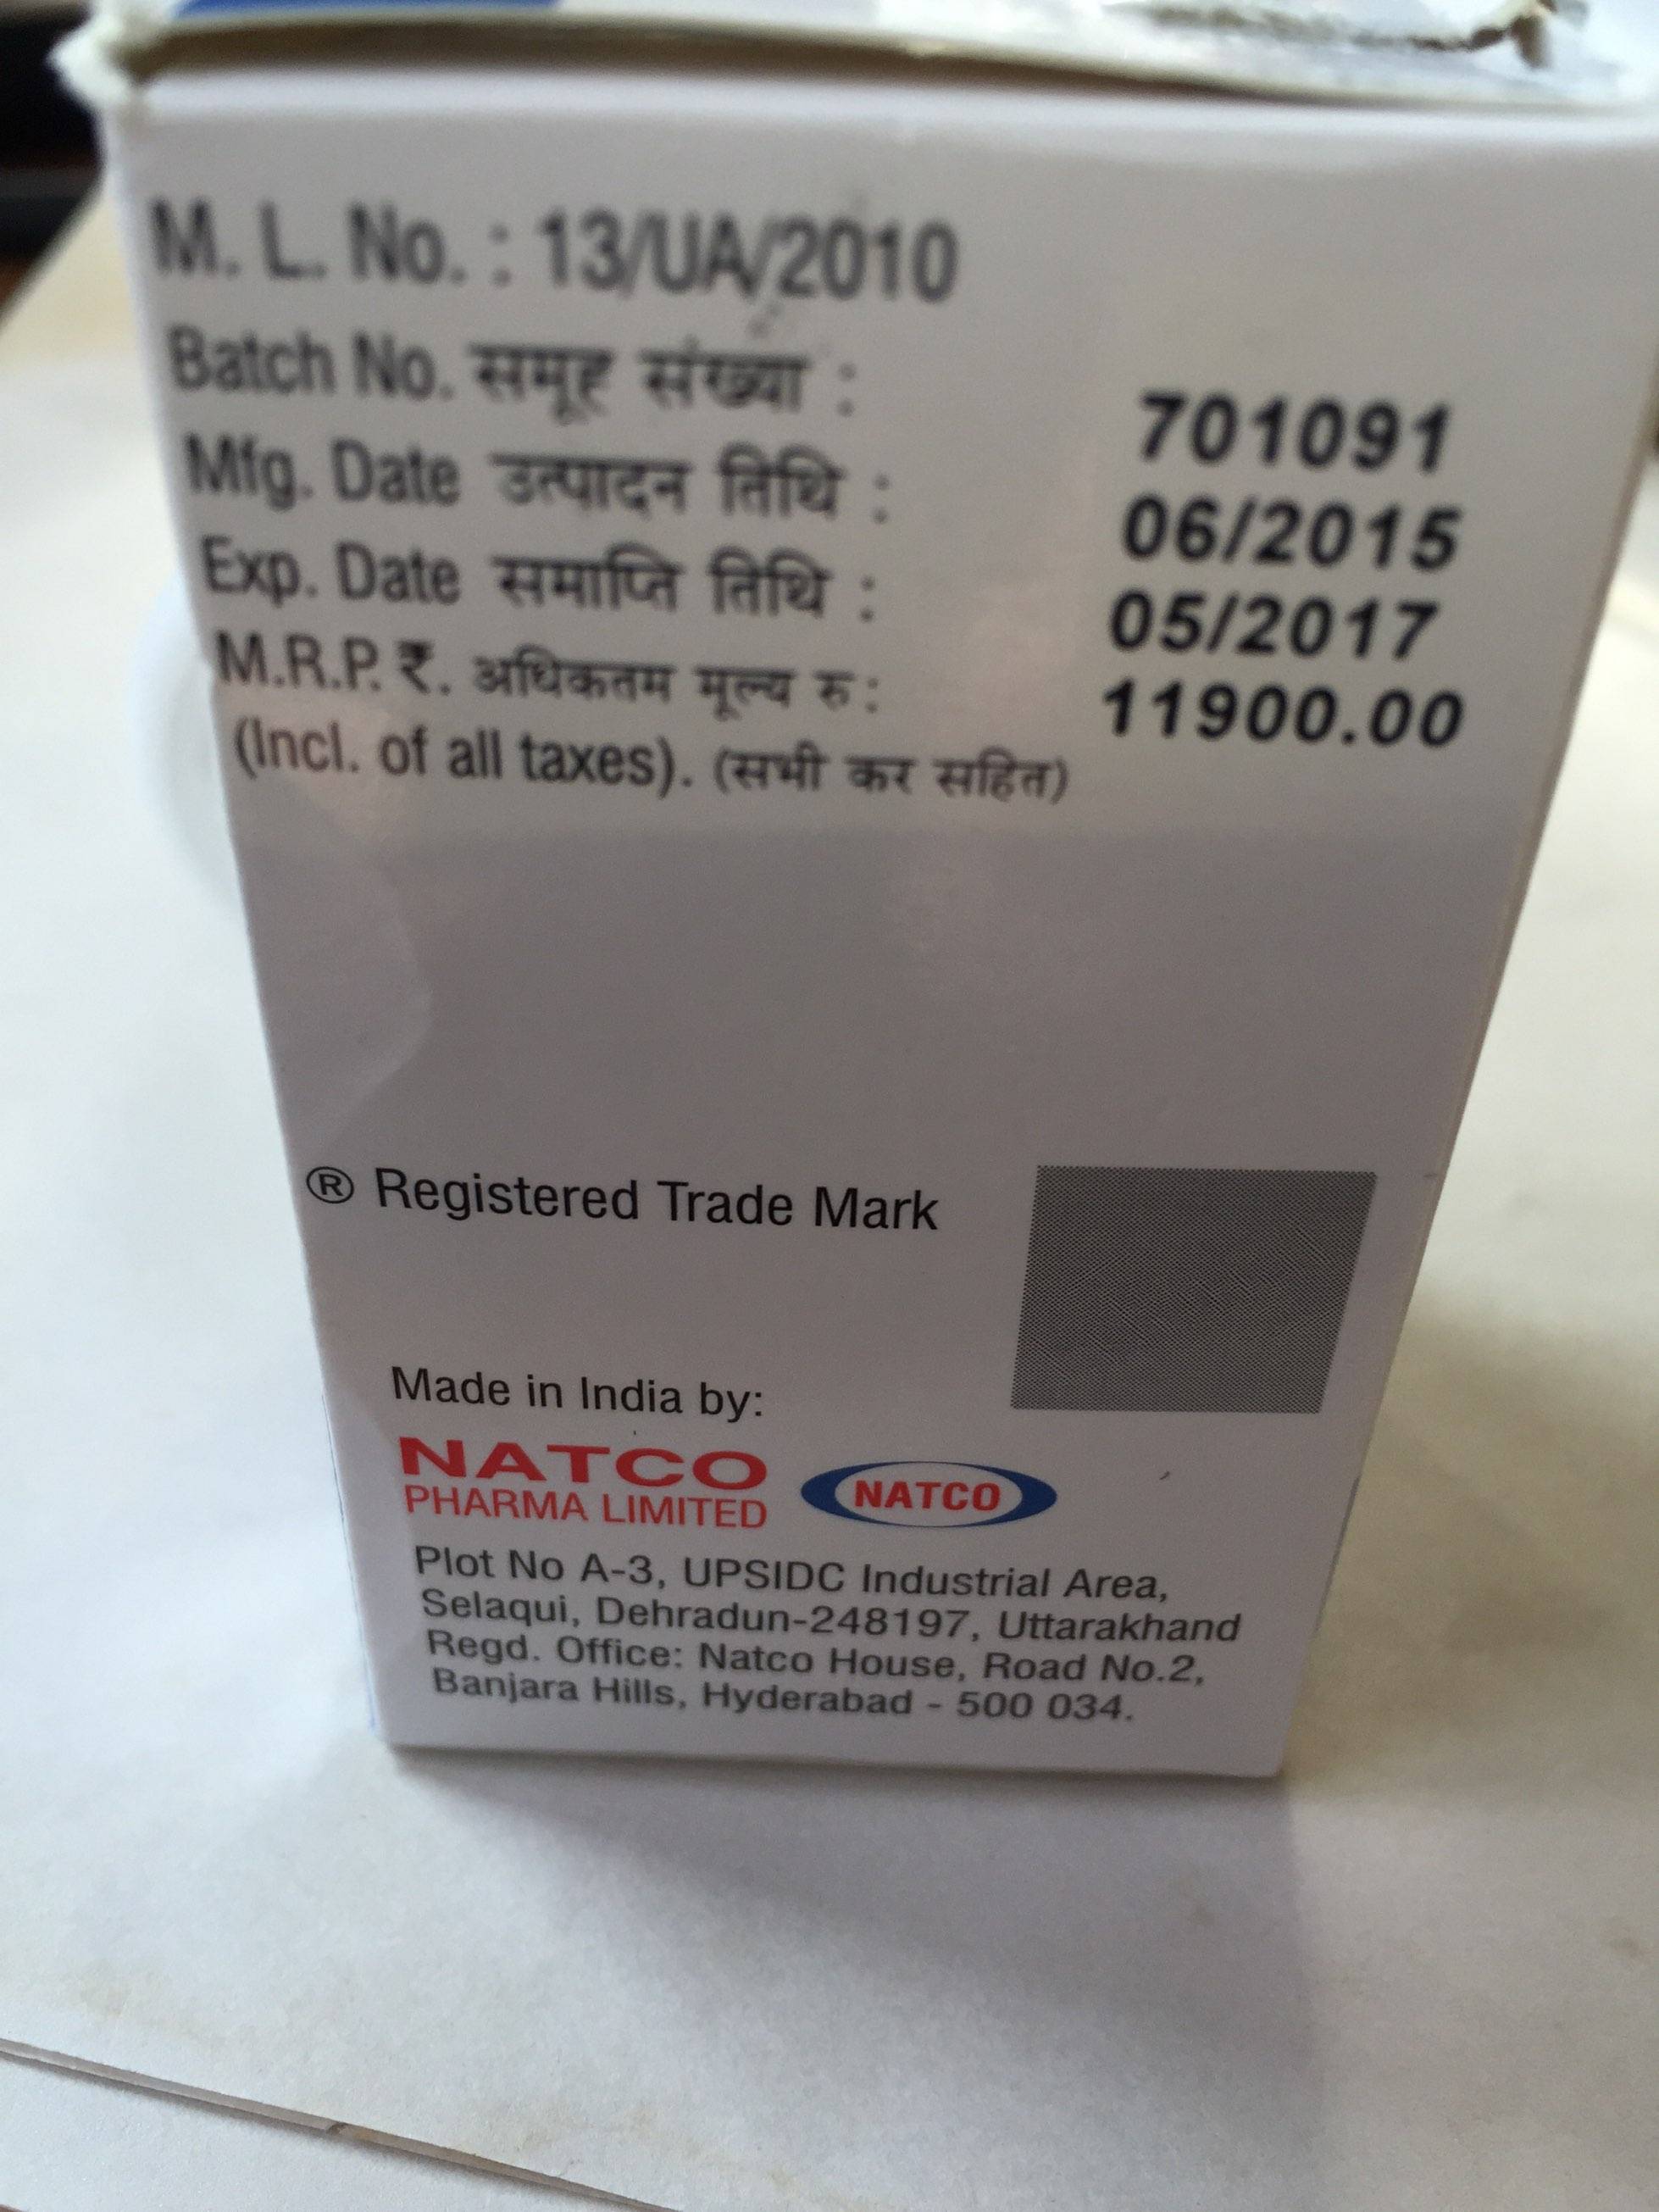 M. L. No. : 13/UA/2010
Batch No. समूह संख्या : 701091
Mfg. Date उत्पादन तिथि : 06/2015
Exp. Date समाप्ति तिथि : 05/2017
M.R.P. ₹. अधिकतम मूल्य रु : 11900.00
(Incl. of all taxes). (सभी कर सहित)
® Registered Trade Mark
Made in India by:
NATCO
PHARMA LIMITED
NATCO
Plot No A-3, UPSIDC Industrial Area,
Selaqui, Dehradun-248197, Uttarakhand
Regd. Office: Natco House, Road No.2,
Banjara Hills, Hyderabad - 500 034.